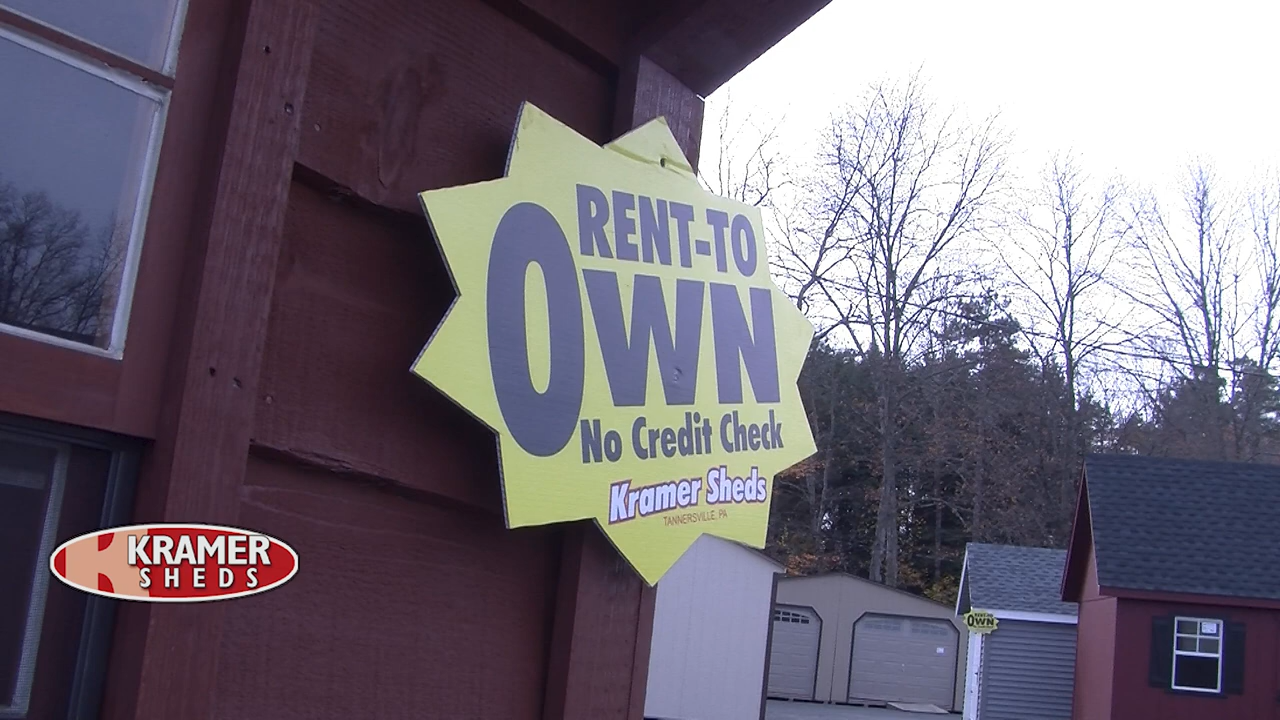 RENT-TO
OWN
No Credit Check
Kramer Sheds
TANNERSVILLE, PA
KRAMER
SHEDS
RENT-TO
OWN